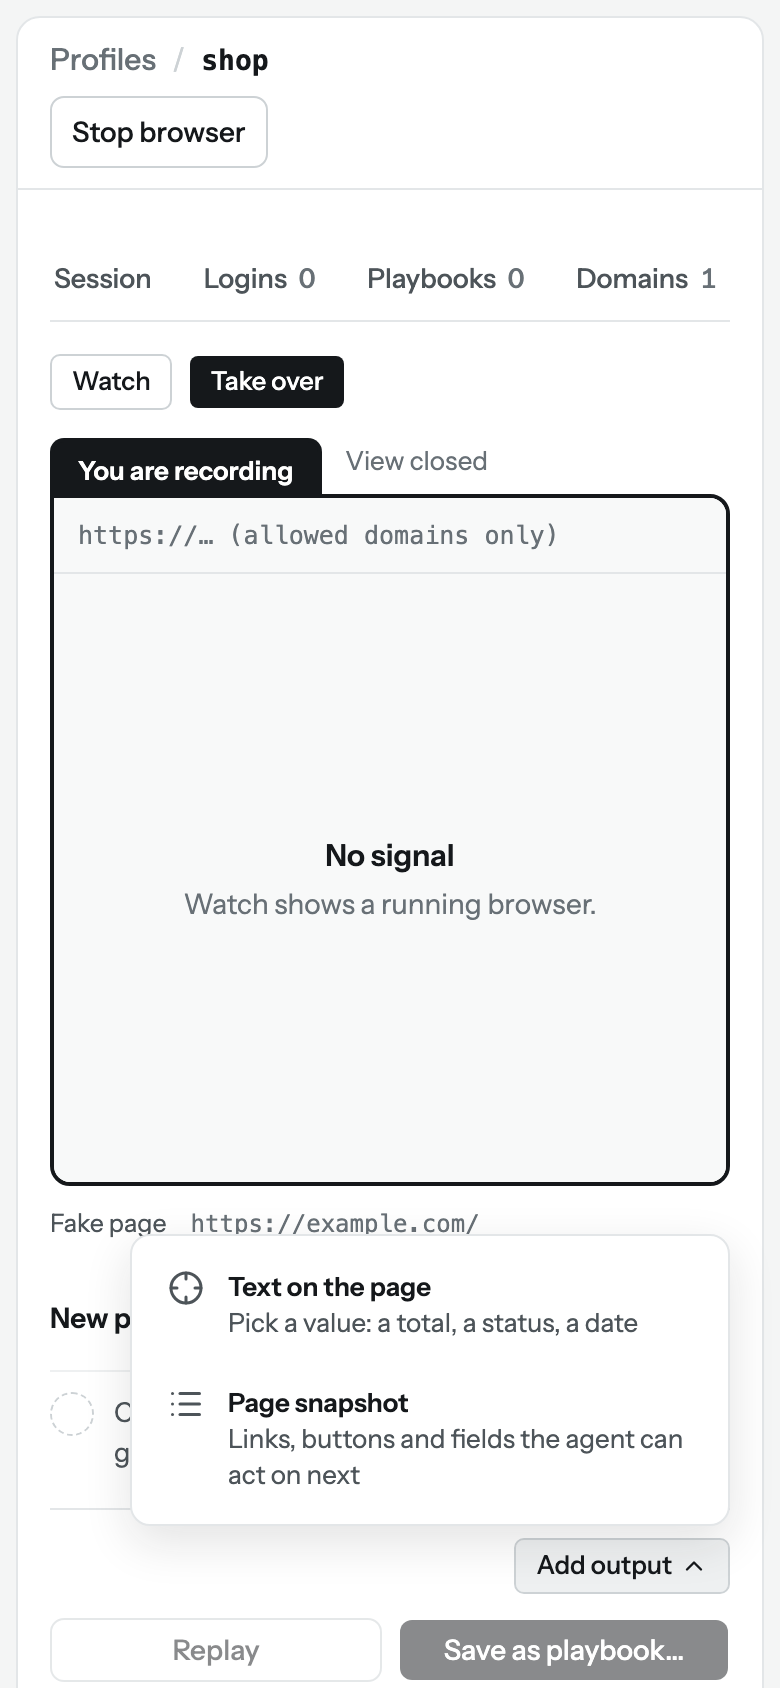 Profiles / shop
Stop browser
Session Logins 0 Playbooks 0 Domains 1
Watch Take over
You are recording View closed
https://… (allowed domains only)
No signal
Watch shows a running browser.
Fake page https://example.com/
Text on the page
New p
Pick a value: a total, a status, a date
Page snapshot
Links, buttons and fields the agent can
act on next
Add output
Replay Save as playbook…